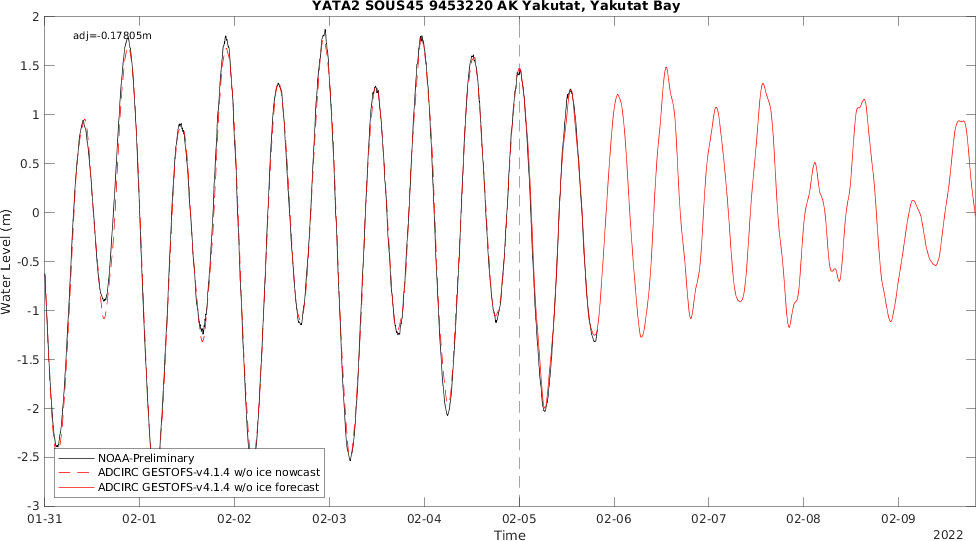 YATA2 SOUS45 9453220 AK Yakutat, Yakutat Bay
adj=-0.17805m
2
1.5
1
0.5
0
-0.5
-1
-1.5
-2
-2.5
-3
Water Level (m)
NOAA-Preliminary
ADCIRC GESTOFS-v4.1.4 w/o ice nowcast
ADCIRC GESTOFS-v4.1.4 w/o ice forecast
01-31 02-01 02-02 02-03 02-04 02-05 02-06 02-07 02-08 02-09
Time
2022